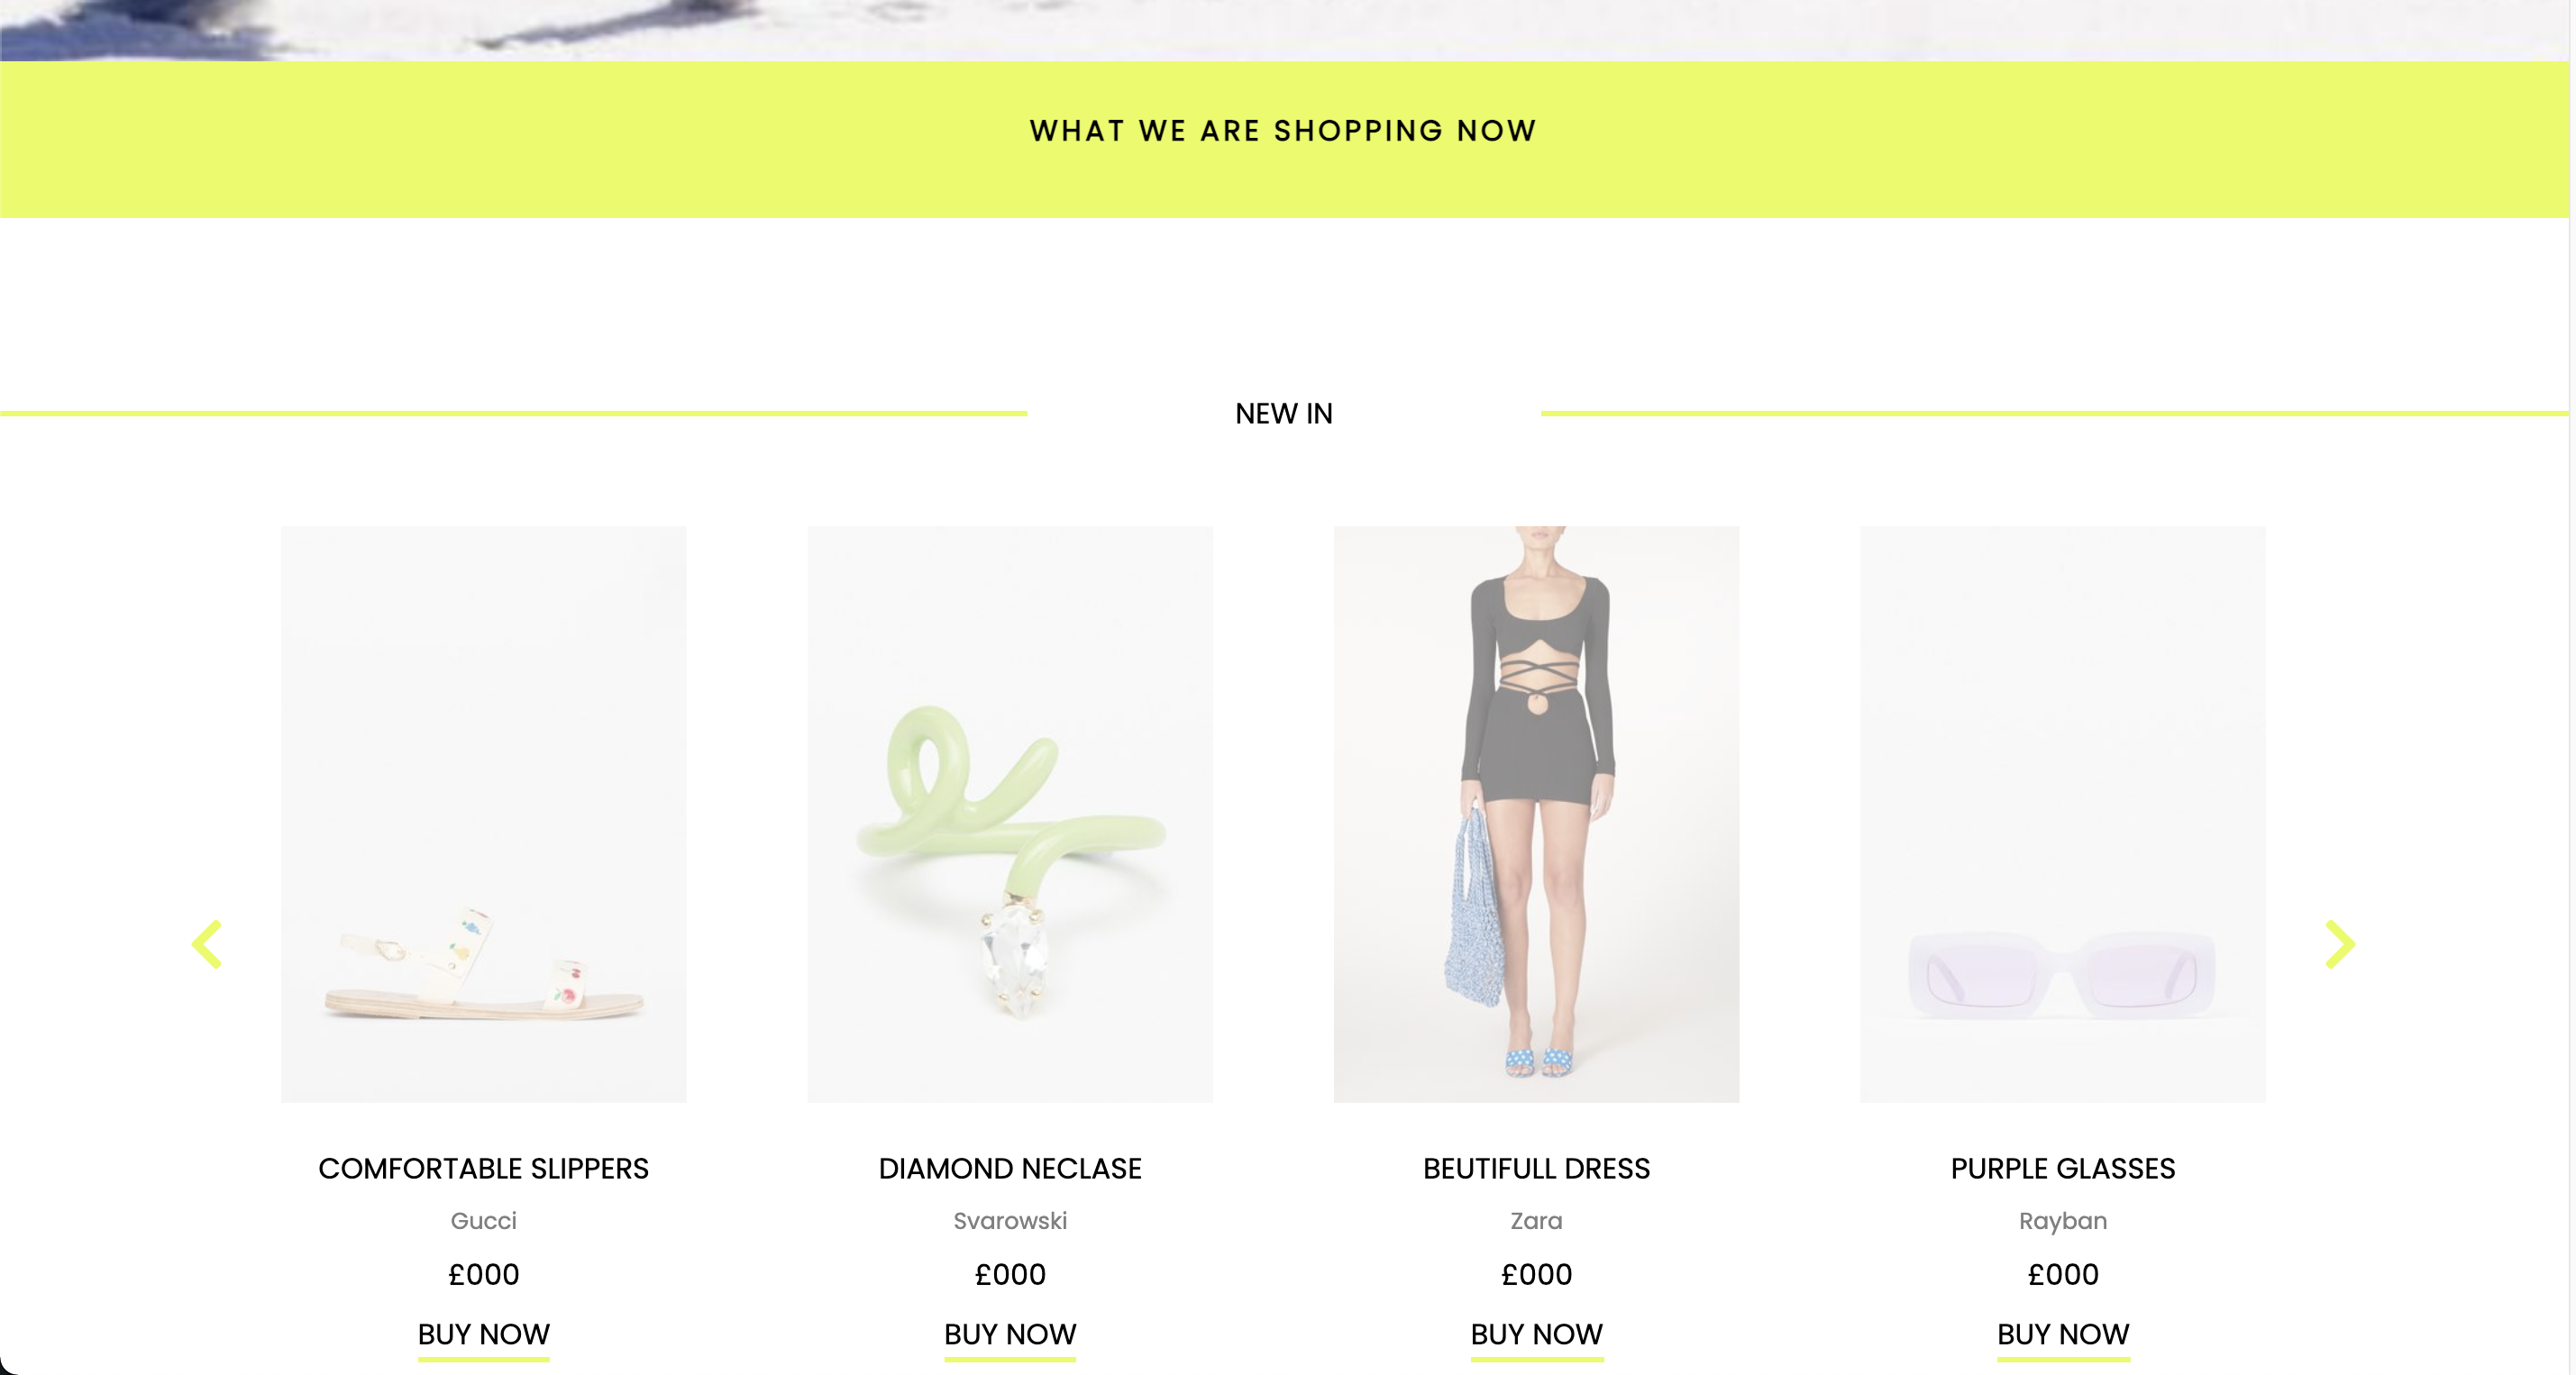 WHAT WE ARE SHOPPING NOW
NEW IN
COMFORTABLE SLIPPERS
Gucci
£000
BUY NOW
DIAMOND NECLASE
Svarowski
£000
BUY NOW
BEUTIFULL DRESS
Zara
£000
BUY NOW
PURPLE GLASSES
Rayban
£000
BUY NOW